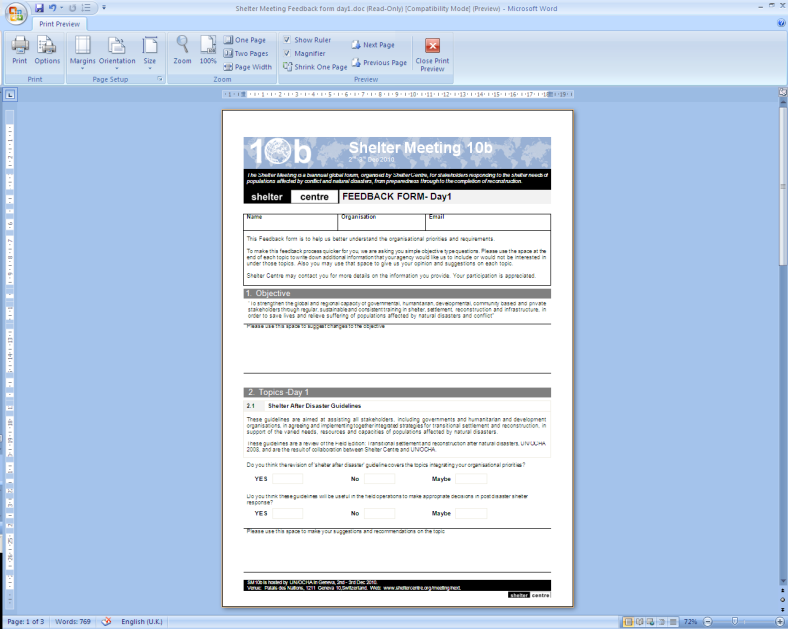 Shelter Meeting Feedback form day1.doc (Read-Only) [Compatibility Mode] (Preview) - Microsoft Word
Print Preview
Print
Options
Margins
Orientation
Size
Zoom
100%
One Page
Two Pages
Page Width
Show Ruler
Magnifier
Shrink One Page
Next Page
Previous Page
Close Print
Preview
Print
Page Setup
Zoom
Preview
10b
Shelter Meeting 10b
2nd-3rd Dec 2010
The Shelter Meeting is a biannual global forum, organised by Shelter Centre, for stakeholders responding to the shelter needs of
populations affected by conflict and natural disasters, from preparedness through to the completion of reconstruction.
shelter centre
FEEDBACK FORM- Day1
Name Organisation Email
This Feedback form is to help us better understand the organisational priorities and requirements.
To make this feedback process quicker for you, we are asking you simple objective type questions. Please use the space at the
end of each topic to write down additional information that your agency would like us to include or would not be interested in
under those topics. Also you may use that space to give us your opinion and suggestions on each topic.
Shelter Centre may contact you for more details on the information you provide. Your participation is appreciated.
1. Objective
"To strengthen the global and regional capacity of governmental, humanitarian, developmental, community based and private
stakeholders through regular, sustainable and consistent training in shelter, settlement, reconstruction and infrastructure, in
order to save lives and relieve suffering of populations affected by natural disasters and conflict"
Please use this space to suggest changes to the objective
2. Topics -Day 1
2.1 Shelter After Disaster Guidelines
These guidelines are aimed at assisting all stakeholders, including governments and humanitarian and development
organisations, in agreeing and implementing together integrated strategies for transitional settlement and reconstruction, in
support of the varied needs, resources and capacities of populations affected by natural disasters.
These guidelines are a review of the Field Edition: Transitional settlement and reconstruction after natural disasters, UN/OCHA
2008, and are the result of collaboration between Shelter Centre and UN/OCHA.
Do you think the revision of 'shelter after disaster' guideline covers the topics integrating your organisational priorities?
YES No Maybe
Do you think these guidelines will be useful in the field operations to make appropriate decisions in post disaster shelter
response?
YES No Maybe
Please use this space to make your suggestions and recommendations on the topic
SM 10b is hosted by UN/OCHA in Geneva, 2nd - 3rd Dec 2010.
Venue: Palais des Nations, 1211 Geneva 10, Switzerland. Web: www.sheltercentre.org/meeting/next.
shelter centre
Page: 1 of 3
Words: 769
English (U.K.)
72%